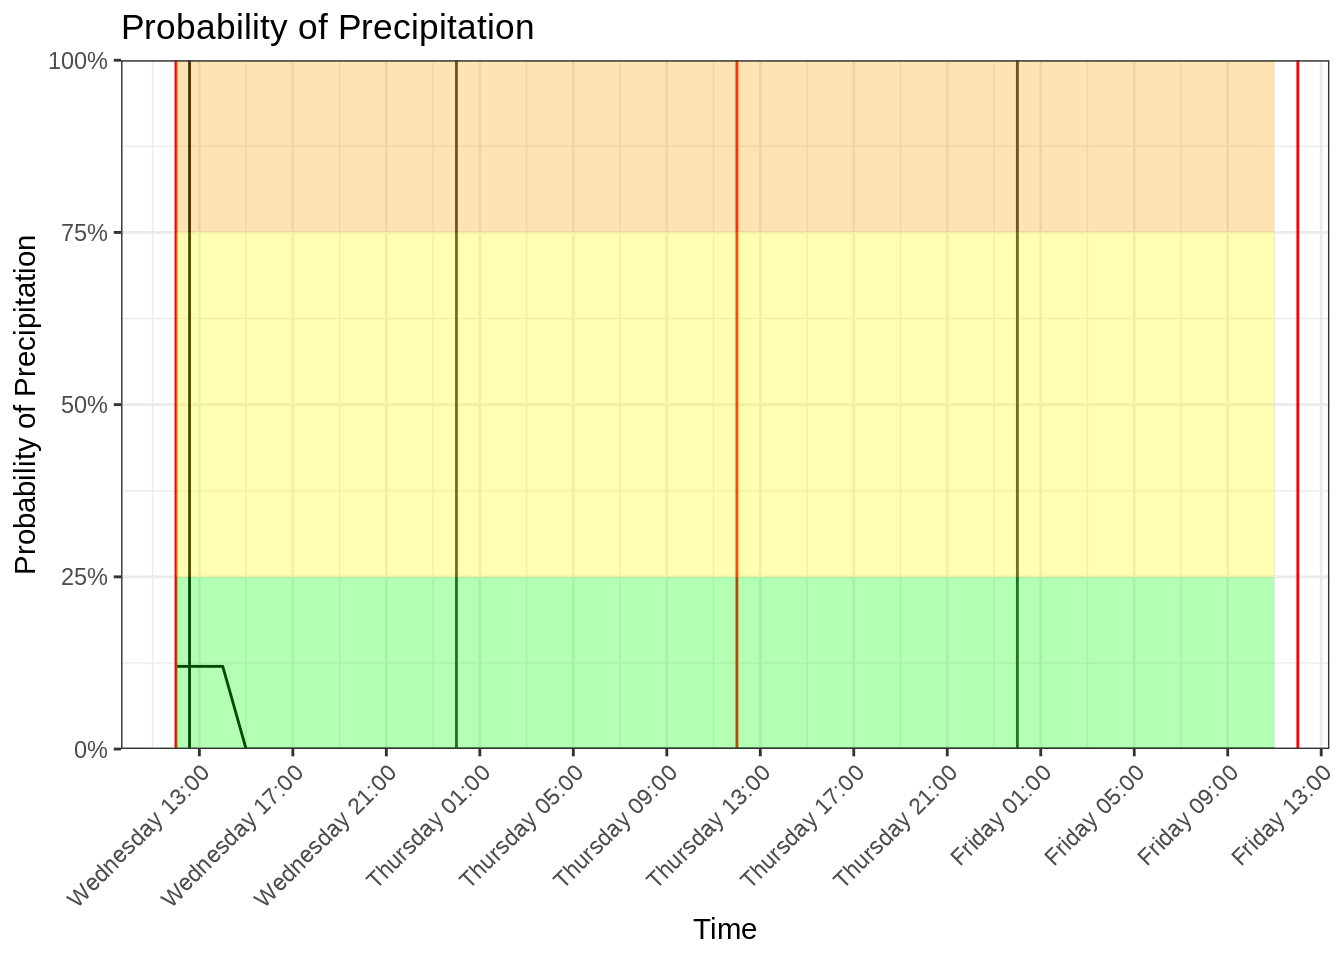 Probability of Precipitation
Probability of Precipitation
100%
75%
50%
25%
0%
Wednesday 13:00
Wednesday 17:00
Wednesday 21:00
Thursday 01:00
Thursday 05:00
Thursday 09:00
Thursday 13:00
Thursday 17:00
Thursday 21:00
Friday 01:00
Friday 05:00
Friday 09:00
Friday 13:00
Time